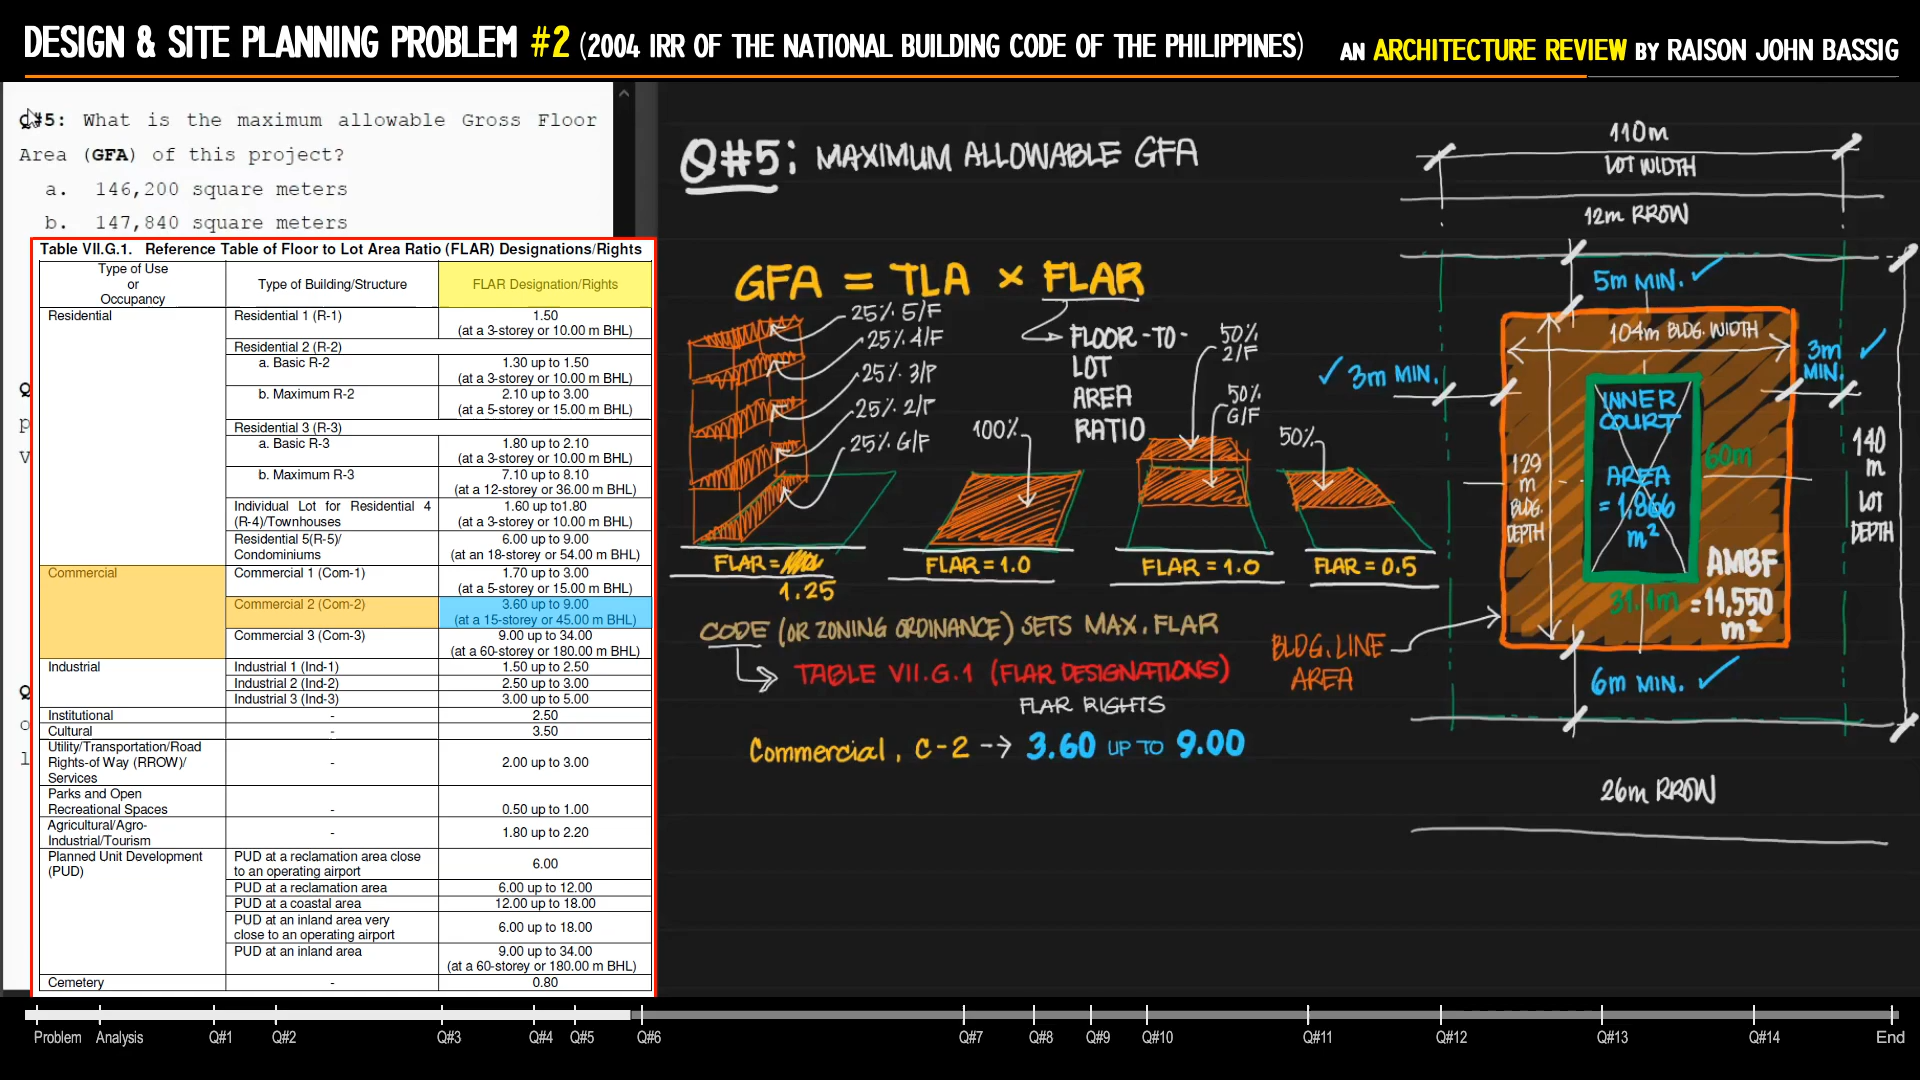 DESIGN & SITE PLANNING PROBLEM #2 (2004 IRR OF THE NATIONAL BUILDING CODE OF THE PHILIPPINES)
AN ARCHITECTURE REVIEW BY RAISON JOHN BASSIG
Q#5: What is the maximum allowable Gross Floor
Area (GFA) of this project?
a. 146,200 square meters
b. 147,840 square meters
Table VII.G.1. Reference Table of Floor to Lot Area Ratio (FLAR) Designations/Rights
Type of Use
or
Occupancy
Type of Building/Structure
FLAR Designation/Rights
Residential
Residential 1 (R-1)
1.50
(at a 3-storey or 10.00 m BHL)
Residential 2 (R-2)
a. Basic R-2
1.30 up to 1.50
(at a 3-storey or 10.00 m BHL)
b. Maximum R-2
2.10 up to 3.00
(at a 5-storey or 15.00 m BHL)
Residential 3 (R-3)
a. Basic R-3
1.80 up to 2.10
(at a 3-storey or 10.00 m BHL)
b. Maximum R-3
7.10 up to 8.10
(at a 12-storey or 36.00 m BHL)
Individual Lot for Residential 4
(R-4)/Townhouses
1.60 up to1.80
(at a 3-storey or 10.00 m BHL)
Residential 5(R-5)/
Condominiums
6.00 up to 9.00
(at an 18-storey or 54.00 m BHL)
Commercial
Commercial 1 (Com-1)
1.70 up to 3.00
(at a 5-storey or 15.00 m BHL)
Commercial 2 (Com-2)
3.60 up to 9.00
(at a 15-storey or 45.00 m BHL)
Commercial 3 (Com-3)
9.00 up to 34.00
(at a 60-storey or 180.00 m BHL)
Industrial
Industrial 1 (Ind-1)
1.50 up to 2.50
Industrial 2 (Ind-2)
2.50 up to 3.00
Industrial 3 (Ind-3)
3.00 up to 5.00
Institutional
-
2.50
Cultural
-
3.50
Utility/Transportation/Road
Rights-of Way (RROW)/
Services
-
2.00 up to 3.00
Parks and Open
Recreational Spaces
-
0.50 up to 1.00
Agricultural/Agro-
Industrial/Tourism
-
1.80 up to 2.20
Planned Unit Development
(PUD)
PUD at a reclamation area close
to an operating airport
6.00
PUD at a reclamation area
6.00 up to 12.00
PUD at a coastal area
12.00 up to 18.00
PUD at an inland area very
close to an operating airport
6.00 up to 18.00
PUD at an inland area
9.00 up to 34.00
(at a 60-storey or 180.00 m BHL)
Cemetery
-
0.80
Q#5: MAXIMUM ALLOWABLE GFA
GFA = TLA × FLAR
25% 5/F
25% 4/F
25% 3/F
25% 2/F
25% G/F
100%
FLOOR-TO-
LOT
AREA
RATIO
50%
2/F
50%
G/F
50%
FLAR =
1.25
FLAR = 1.0
FLAR = 1.0
FLAR = 0.5
CODE (OR ZONING ORDINANCE) SETS MAX. FLAR
TABLE VII.G.1 (FLAR DESIGNATIONS)
FLAR RIGHTS
Commercial, C-2 → 3.60 UP TO 9.00
110m
LOT WIDTH
12m RROW
5m MIN. ✓
104m BLDG. WIDTH
✓ 3m MIN.
3m
MIN. ✓
INNER
COURT
AREA
= 1,866
m²
60m
31.1m
129
m
BLDG.
DEPTH
140
m
LOT
DEPTH
AMBF
= 11,550
m²
BLDG. LINE
AREA
6m MIN. ✓
26m RROW
Problem
Analysis
Q#1
Q#2
Q#3
Q#4
Q#5
Q#6
Q#7
Q#8
Q#9
Q#10
Q#11
Q#12
Q#13
Q#14
End